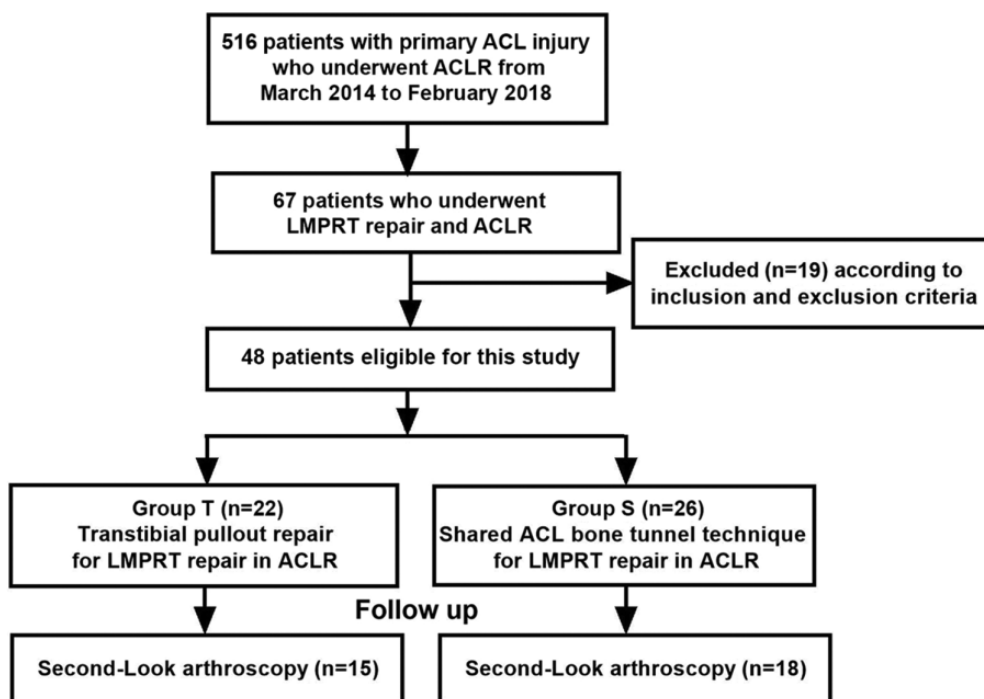 516 patients with primary ACL injury
who underwent ACLR from
March 2014 to February 2018
67 patients who underwent
LMPRT repair and ACLR
Excluded (n=19) according to
inclusion and exclusion criteria
48 patients eligible for this study
Group T (n=22)
Transtibial pullout repair
for LMPRT repair in ACLR
Group S (n=26)
Shared ACL bone tunnel technique
for LMPRT repair in ACLR
Follow up
Second-Look arthroscopy (n=15)
Second-Look arthroscopy (n=18)